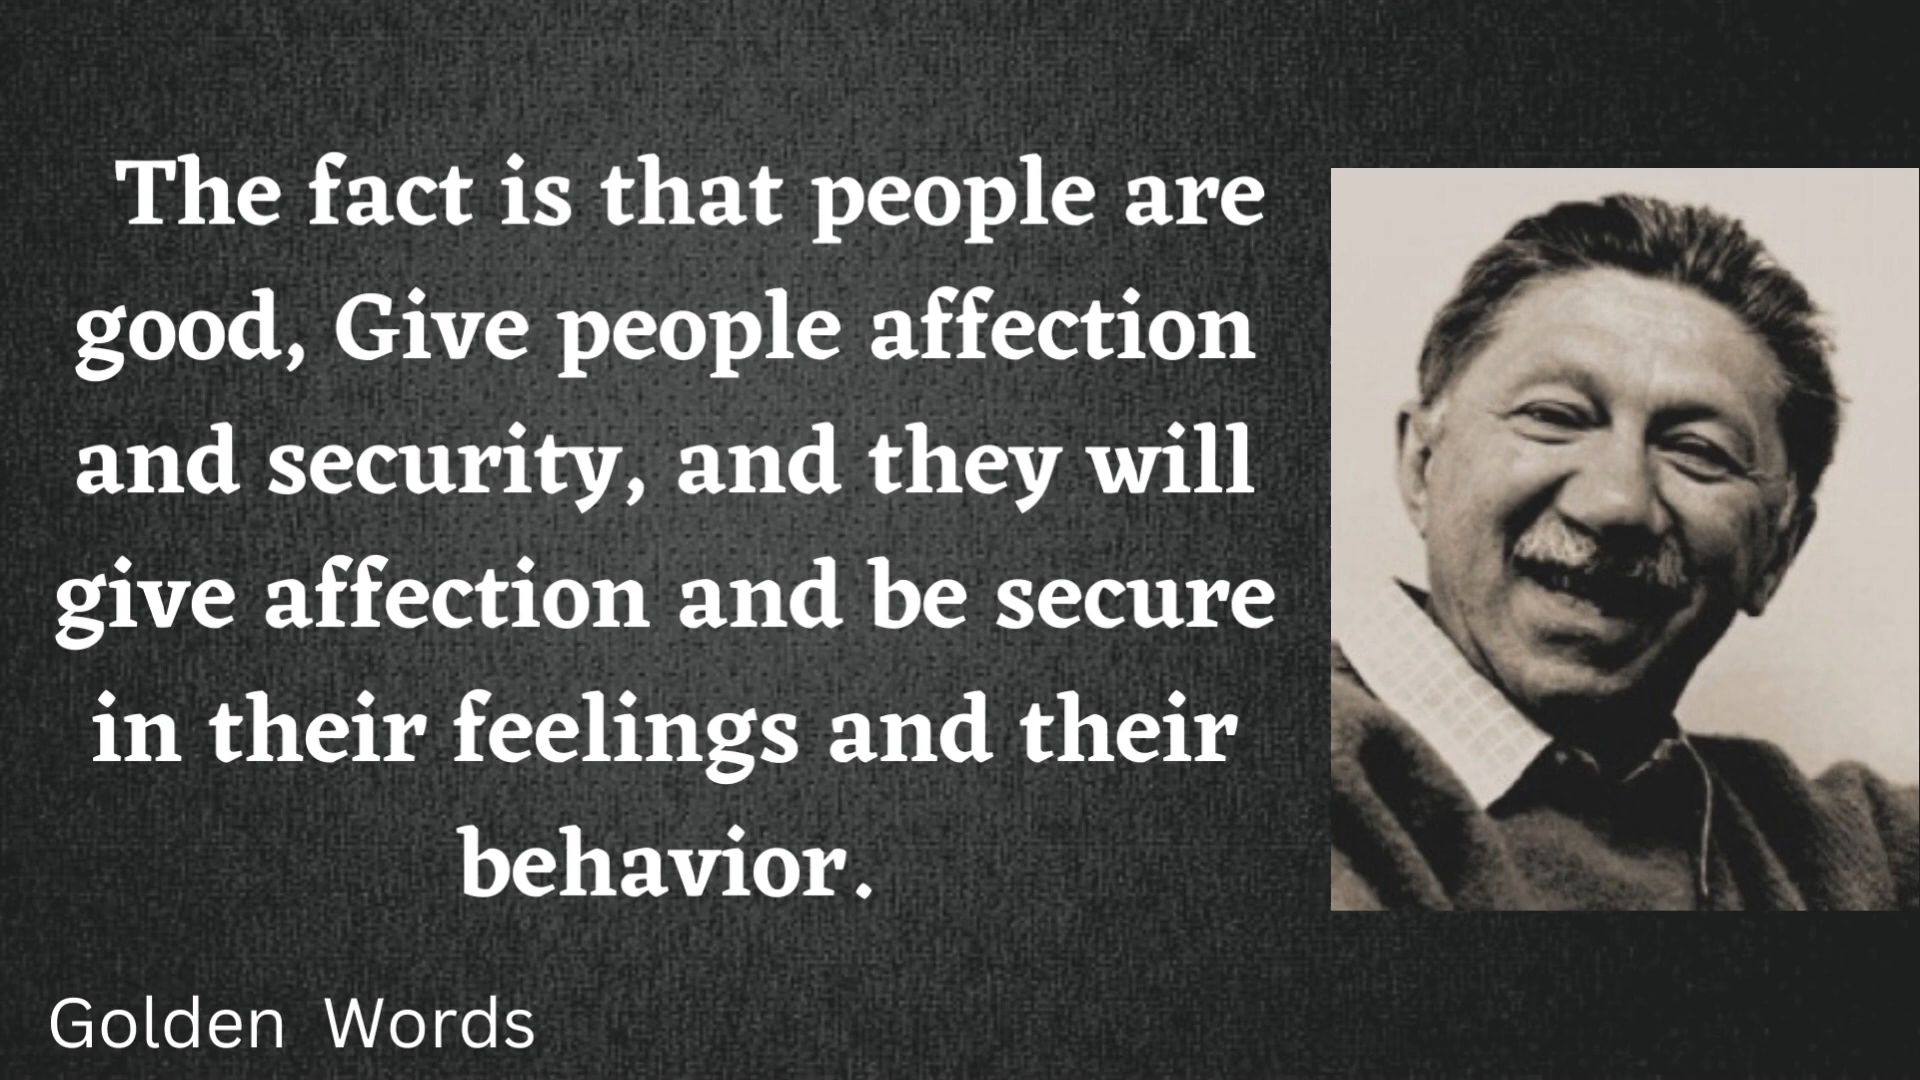 The fact is that people are
good, Give people affection
and security, and they will
give affection and be secure
in their feelings and their
behavior.
Golden Words